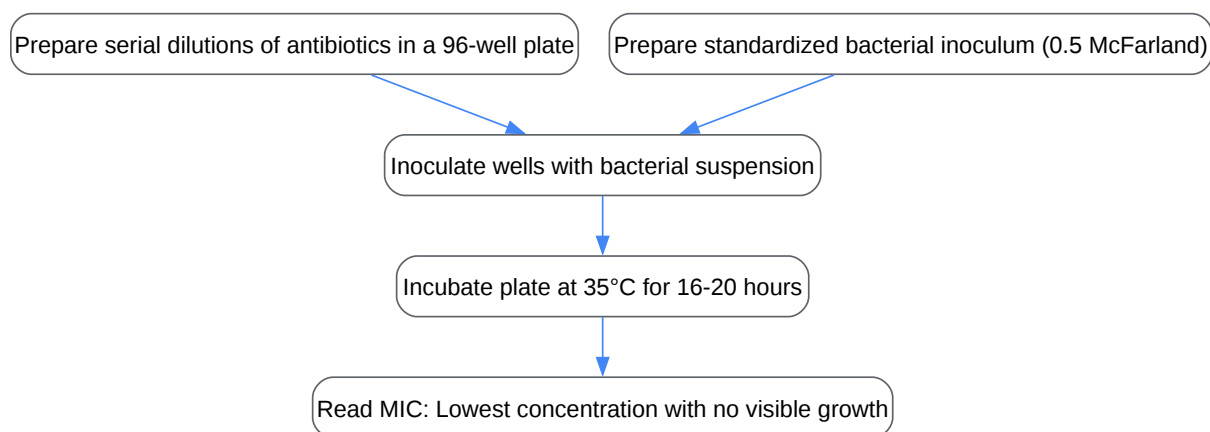 Prepare serial dilutions of antibiotics in a 96-well plate
Prepare standardized bacterial inoculum (0.5 McFarland)
Inoculate wells with bacterial suspension
Incubate plate at 35°C for 16-20 hours
Read MIC: Lowest concentration with no visible growth